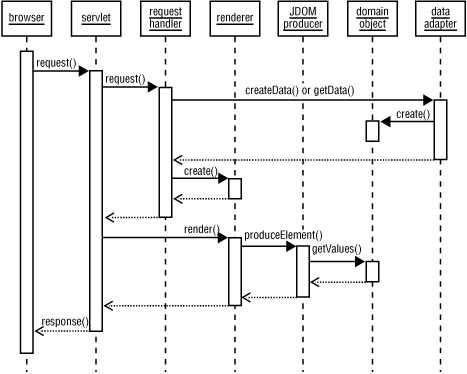 browser
servlet
request
handler
renderer
JDOM
producer
domain
object
data
adapter
request()
request()
createData() or getData()
create()
create()
render()
produceElement()
getValues()
response()